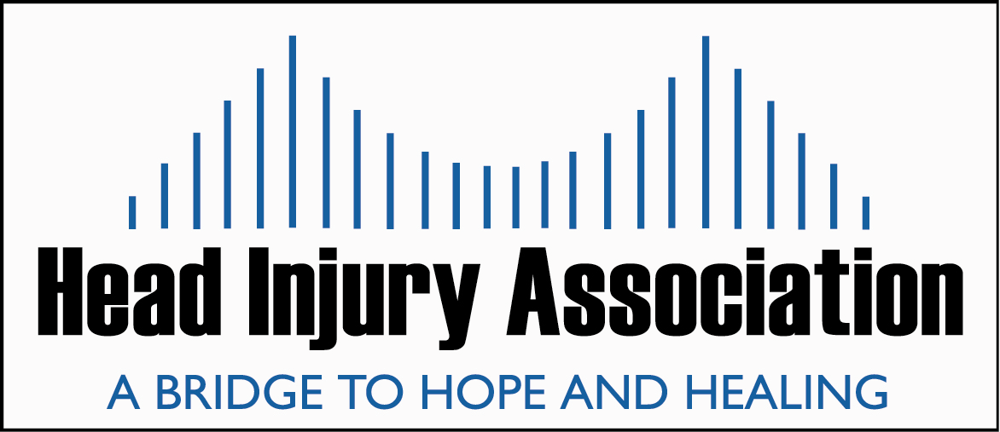 Head Injury Association
A BRIDGE TO HOPE AND HEALING